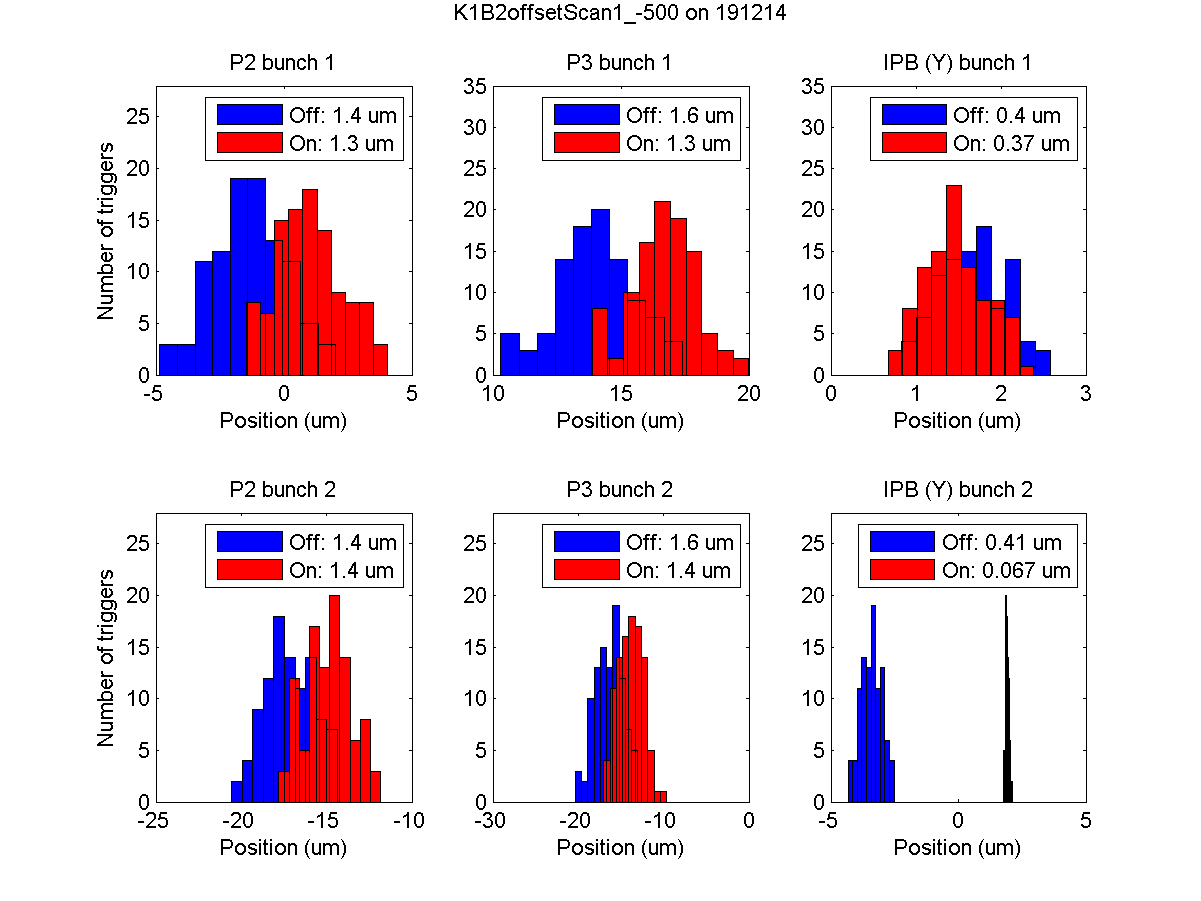 K1B2offsetScan1_-500 on 191214
P2 bunch 1
P3 bunch 1
IPB (Y) bunch 1
Off: 1.4 um
On: 1.3 um
Off: 1.6 um
On: 1.3 um
Off: 0.4 um
On: 0.37 um
Number of triggers
25
20
15
10
5
0
-5
0
5
Position (um)
35
30
25
20
15
10
5
0
10
15
20
Position (um)
35
30
25
20
15
10
5
0
0
1
2
3
Position (um)
P2 bunch 2
P3 bunch 2
IPB (Y) bunch 2
Off: 1.4 um
On: 1.4 um
Off: 1.6 um
On: 1.4 um
Off: 0.41 um
On: 0.067 um
Number of triggers
25
20
15
10
5
0
-25
-20
-15
-10
Position (um)
25
20
15
10
5
0
-30
-20
-10
0
Position (um)
25
20
15
10
5
0
-5
0
5
Position (um)